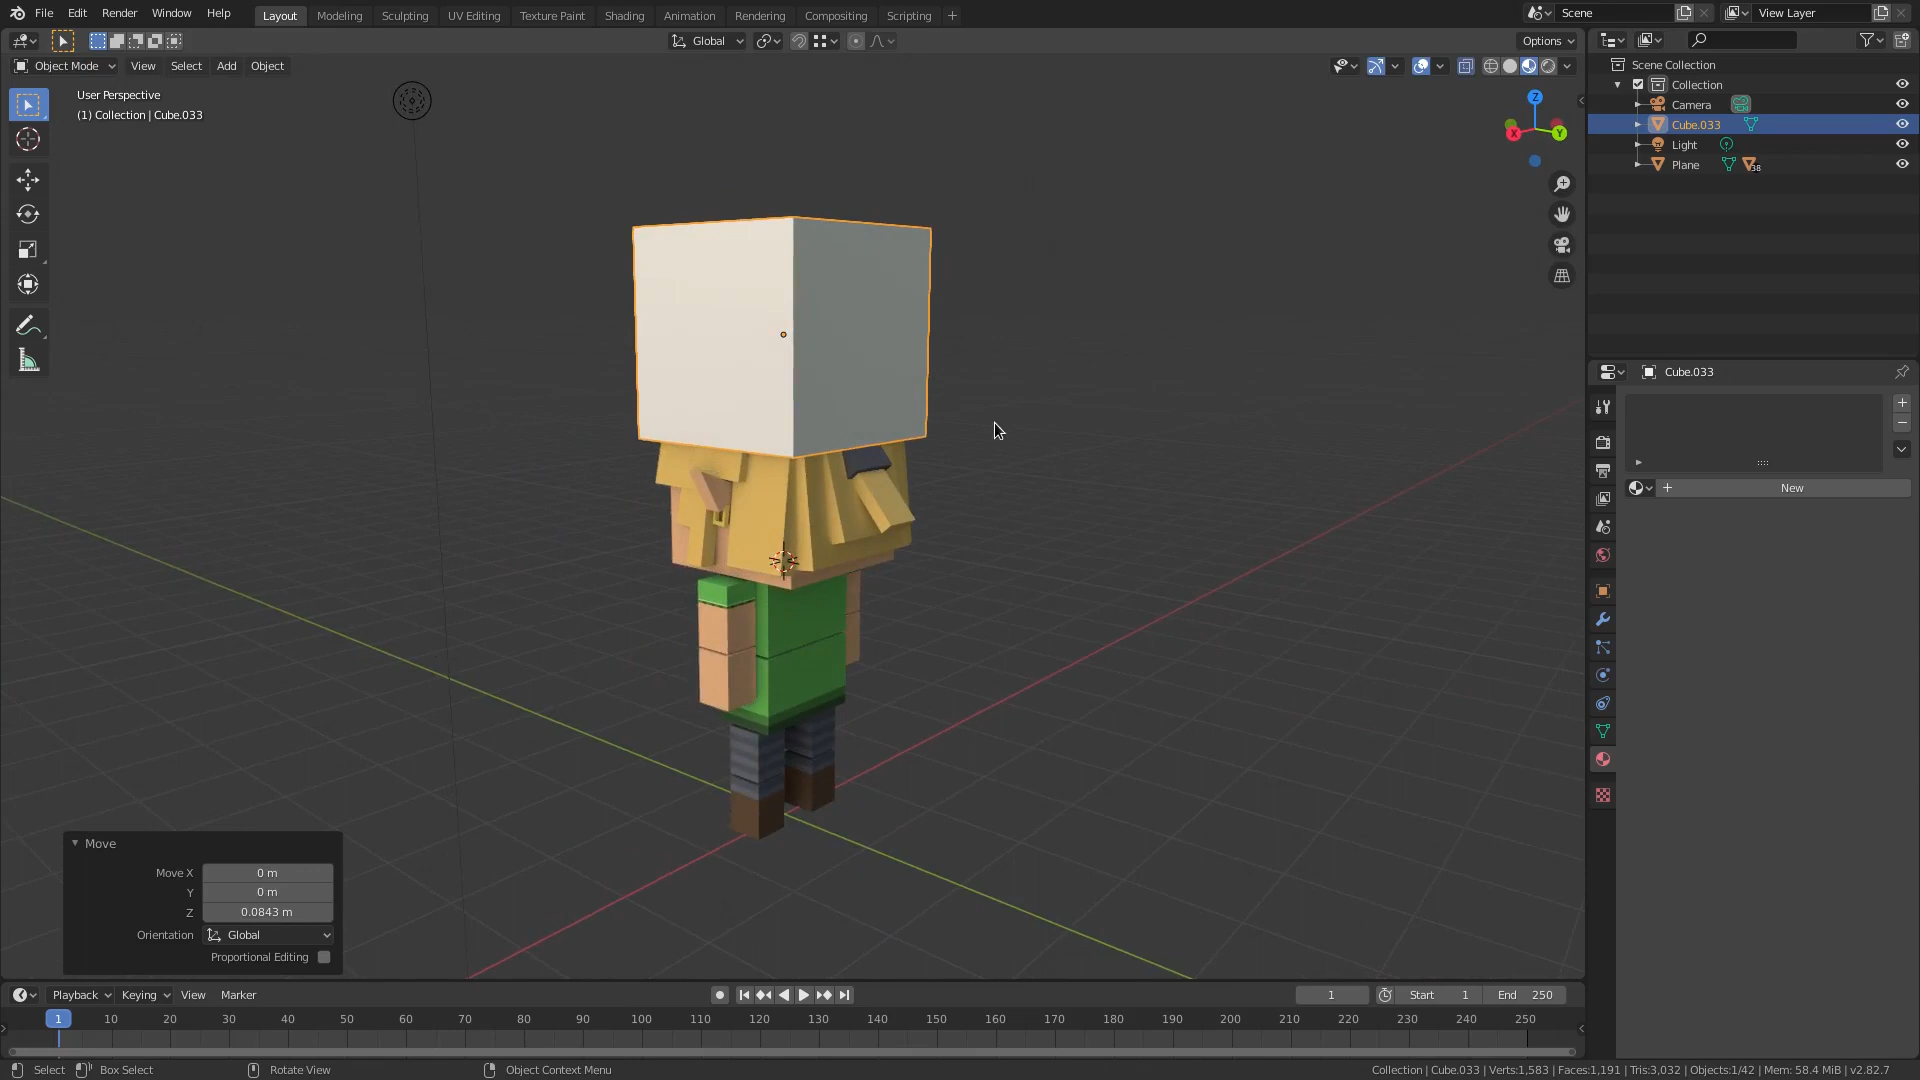 File Edit Render Window Help Layout Modeling Sculpting UV Editing Texture Paint Shading Animation Rendering Compositing Scripting + Scene View Layer
Global Options
Object Mode View Select Add Object
User Perspective
(1) Collection | Cube.033
Z
X
Y
Scene Collection
Collection
Camera
Cube.033
Light
Plane 38
Cube.033
+
−
+ New
Move
Move X 0 m
Y 0 m
Z 0.0843 m
Orientation Global
Proportional Editing
Playback Keying View Marker 1 Start 1 End 250
1 10 20 30 40 50 60 70 80 90 100 110 120 130 140 150 160 170 180 190 200 210 220 230 240 250
Select Box Select Rotate View Object Context Menu Collection | Cube.033 | Verts:1,583 | Faces:1,191 | Tris:3,032 | Objects:1/42 | Mem: 58.4 MiB | v2.82.7